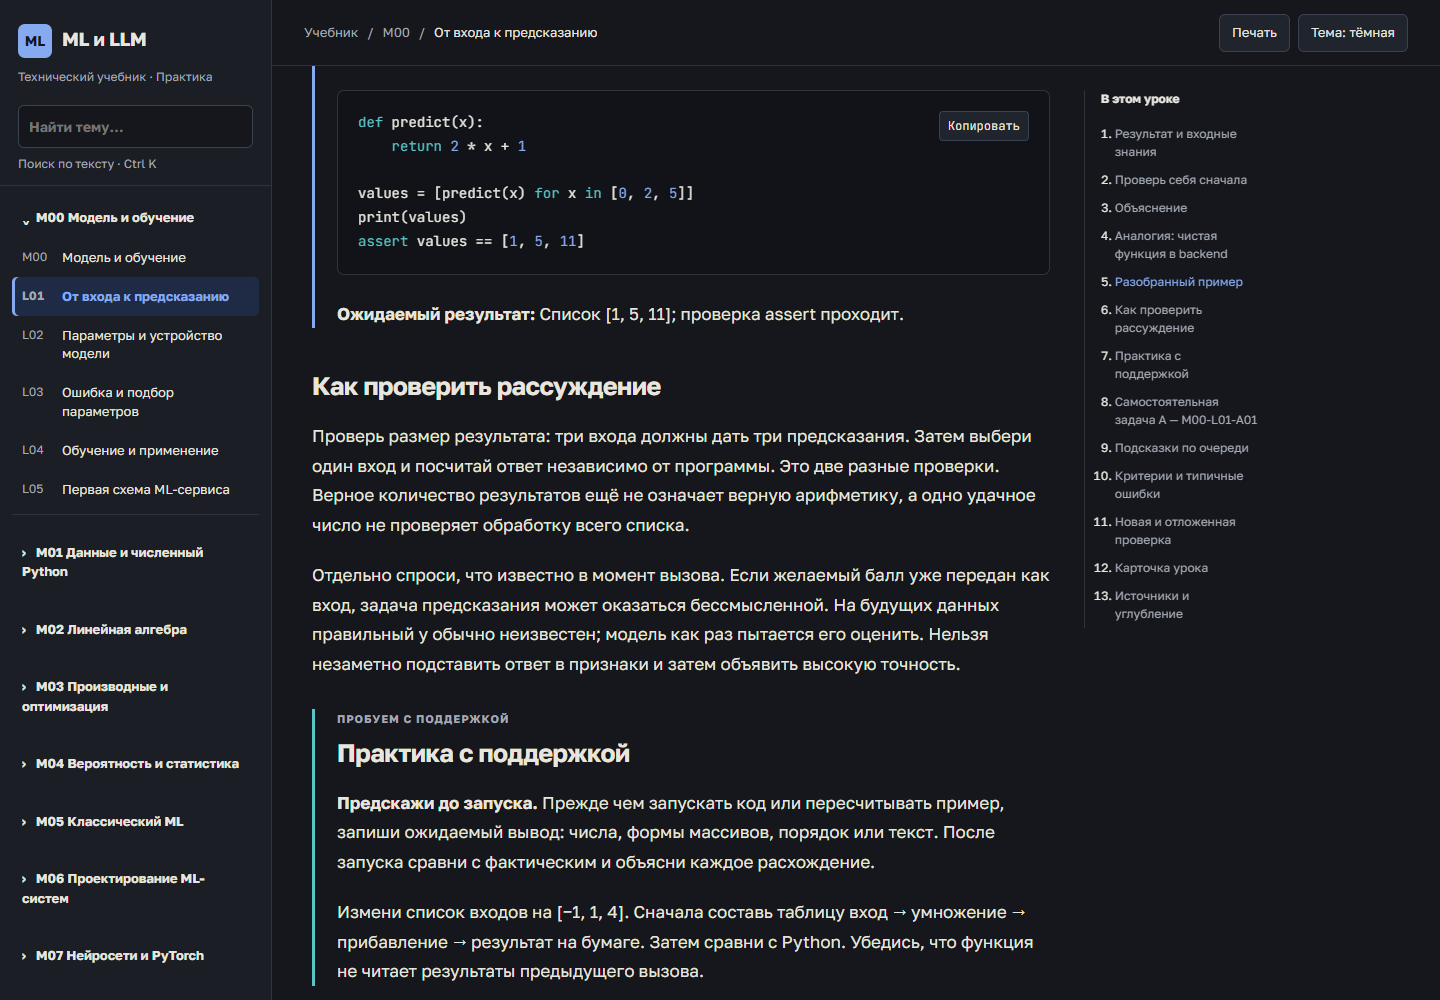 ML
ML и LLM
Технический учебник · Практика
Найти тему...
Поиск по тексту · Ctrl K
M00 Модель и обучение
M00 Модель и обучение
L01 От входа к предсказанию
L02 Параметры и устройство
модели
L03 Ошибка и подбор
параметров
L04 Обучение и применение
L05 Первая схема ML-сервиса
M01 Данные и численный
Python
M02 Линейная алгебра
M03 Производные и
оптимизация
M04 Вероятность и статистика
M05 Классический ML
M06 Проектирование ML-
систем
M07 Нейросети и PyTorch
Учебник / M00 / От входа к предсказанию
Печать
Тема: тёмная
def predict(x):
    return 2 * x + 1
Копировать
values = [predict(x) for x in [0, 2, 5]]
print(values)
assert values == [1, 5, 11]
Ожидаемый результат: Список [1, 5, 11]; проверка assert проходит.
Как проверить рассуждение
Проверь размер результата: три входа должны дать три предсказания. Затем выбери
один вход и посчитай ответ независимо от программы. Это две разные проверки.
Верное количество результатов ещё не означает верную арифметику, а одно удачное
число не проверяет обработку всего списка.
Отдельно спроси, что известно в момент вызова. Если желаемый балл уже передан как
вход, задача предсказания может оказаться бессмысленной. На будущих данных
правильный y обычно неизвестен; модель как раз пытается его оценить. Нельзя
незаметно подставить ответ в признаки и затем объявить высокую точность.
ПРОБУЕМ С ПОДДЕРЖКОЙ
Практика с поддержкой
Предскажи до запуска. Прежде чем запускать код или пересчитывать пример,
запиши ожидаемый вывод: числа, формы массивов, порядок или текст. После
запуска сравни с фактическим и объясни каждое расхождение.
Измени список входов на [−1, 1, 4]. Сначала составь таблицу вход → умножение →
прибавление → результат на бумаге. Затем сравни с Python. Убедись, что функция
не читает результаты предыдущего вызова.
В этом уроке
1. Результат и входные
знания
2. Проверь себя сначала
3. Объяснение
4. Аналогия: чистая
функция в backend
5. Разобранный пример
6. Как проверить
рассуждение
7. Практика с
поддержкой
8. Самостоятельная
задача A — M00-L01-A01
9. Подсказки по очереди
10. Критерии и типичные
ошибки
11. Новая и отложенная
проверка
12. Карточка урока
13. Источники и
углубление